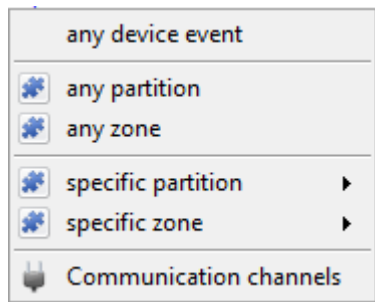 any device event
any partition
any zone
specific partition
specific zone
Communication channels